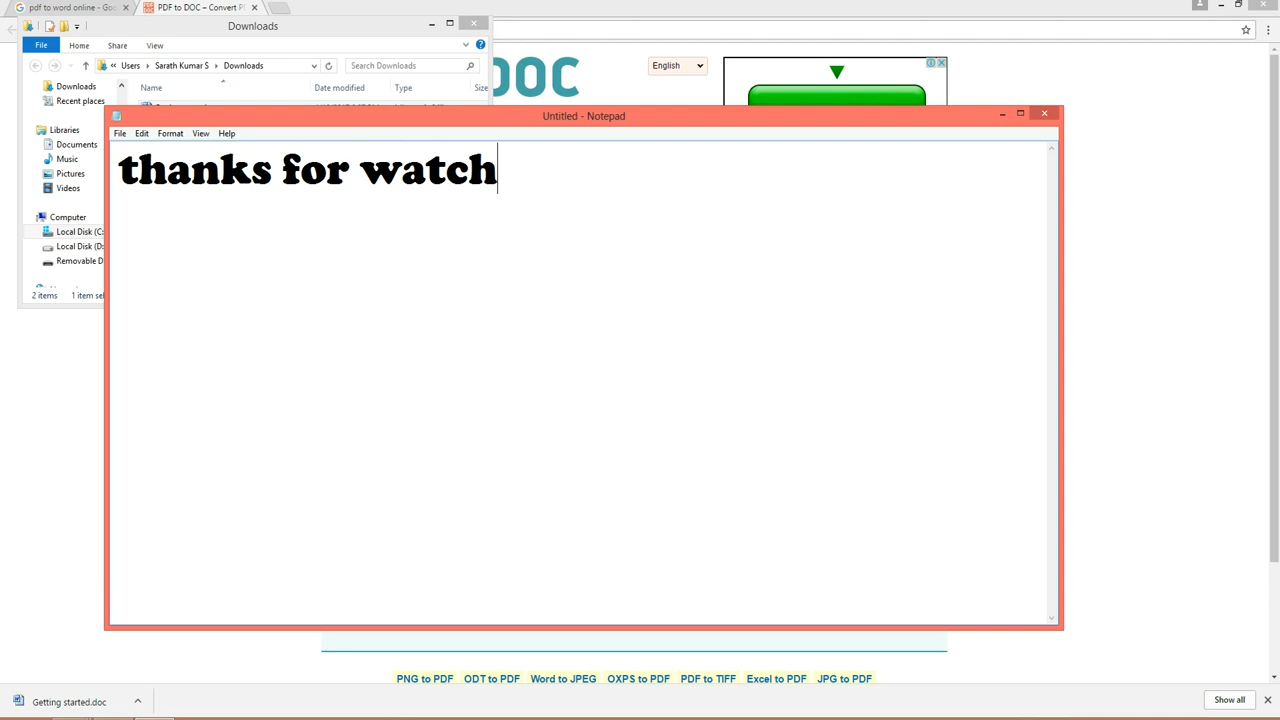 pdf to word online - Goo
PDF to DOC – Convert P
Downloads
File Home Share View
« Users Sarath Kumar S Downloads
Search Downloads
Downloads
Recent places
Libraries
Documents
Music
Pictures
Videos
Computer
Local Disk (C:
Local Disk (D:
Removable D
2 items 1 item sel
Name Date modified Type Size
DOC
English
Untitled - Notepad
File Edit Format View Help
thanks for watch
PNG to PDF ODT to PDF Word to JPEG OXPS to PDF PDF to TIFF Excel to PDF JPG to PDF
Getting started.doc
Show all